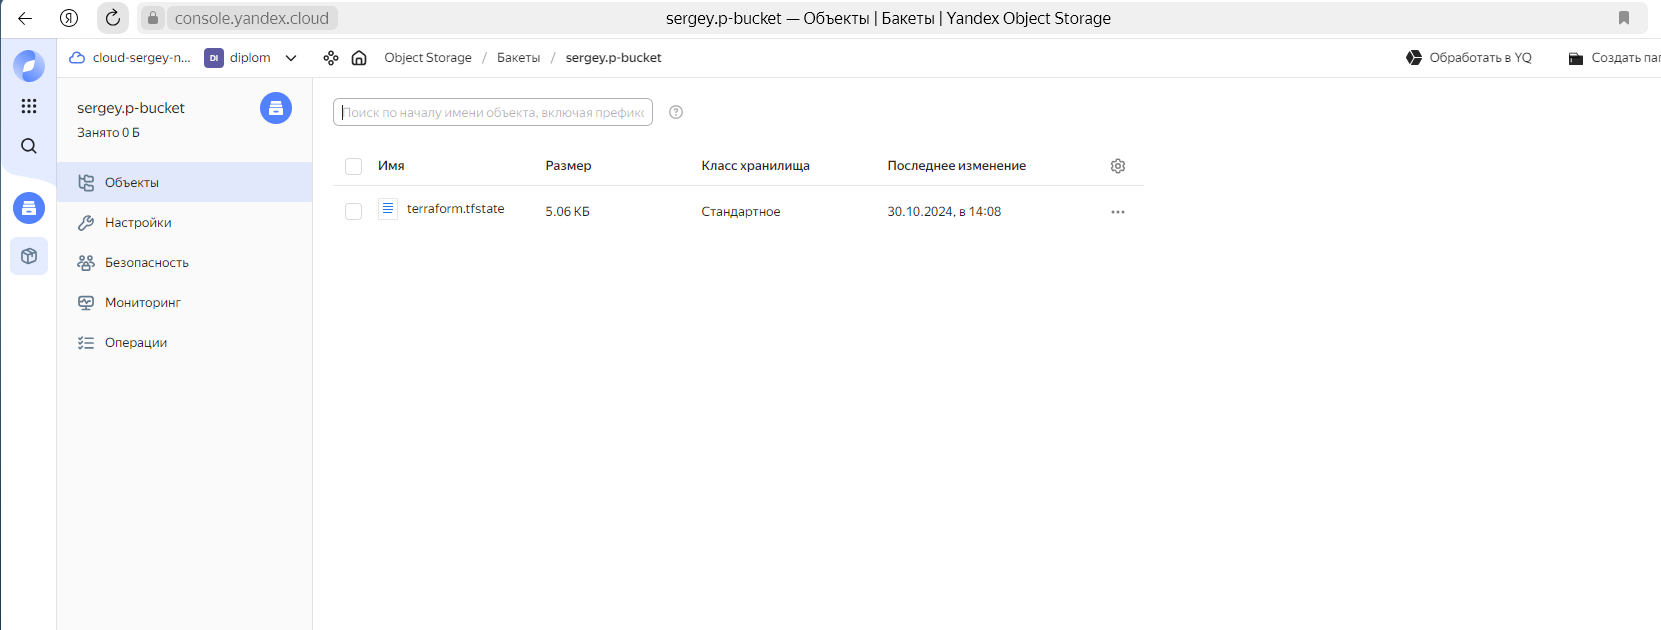 Я console.yandex.cloud sergey.p-bucket — Объекты | Бакеты | Yandex Object Storage
cloud-sergey-n... DI diplom Object Storage / Бакеты / sergey.p-bucket Обработать в YQ Создать пап
sergey.p-bucket
Занято 0 Б
Объекты
Настройки
Безопасность
Мониторинг
Операции
Поиск по началу имени объекта, включая префикс ?
Имя Размер Класс хранилища Последнее изменение
terraform.tfstate 5.06 КБ Стандартное 30.10.2024, в 14:08